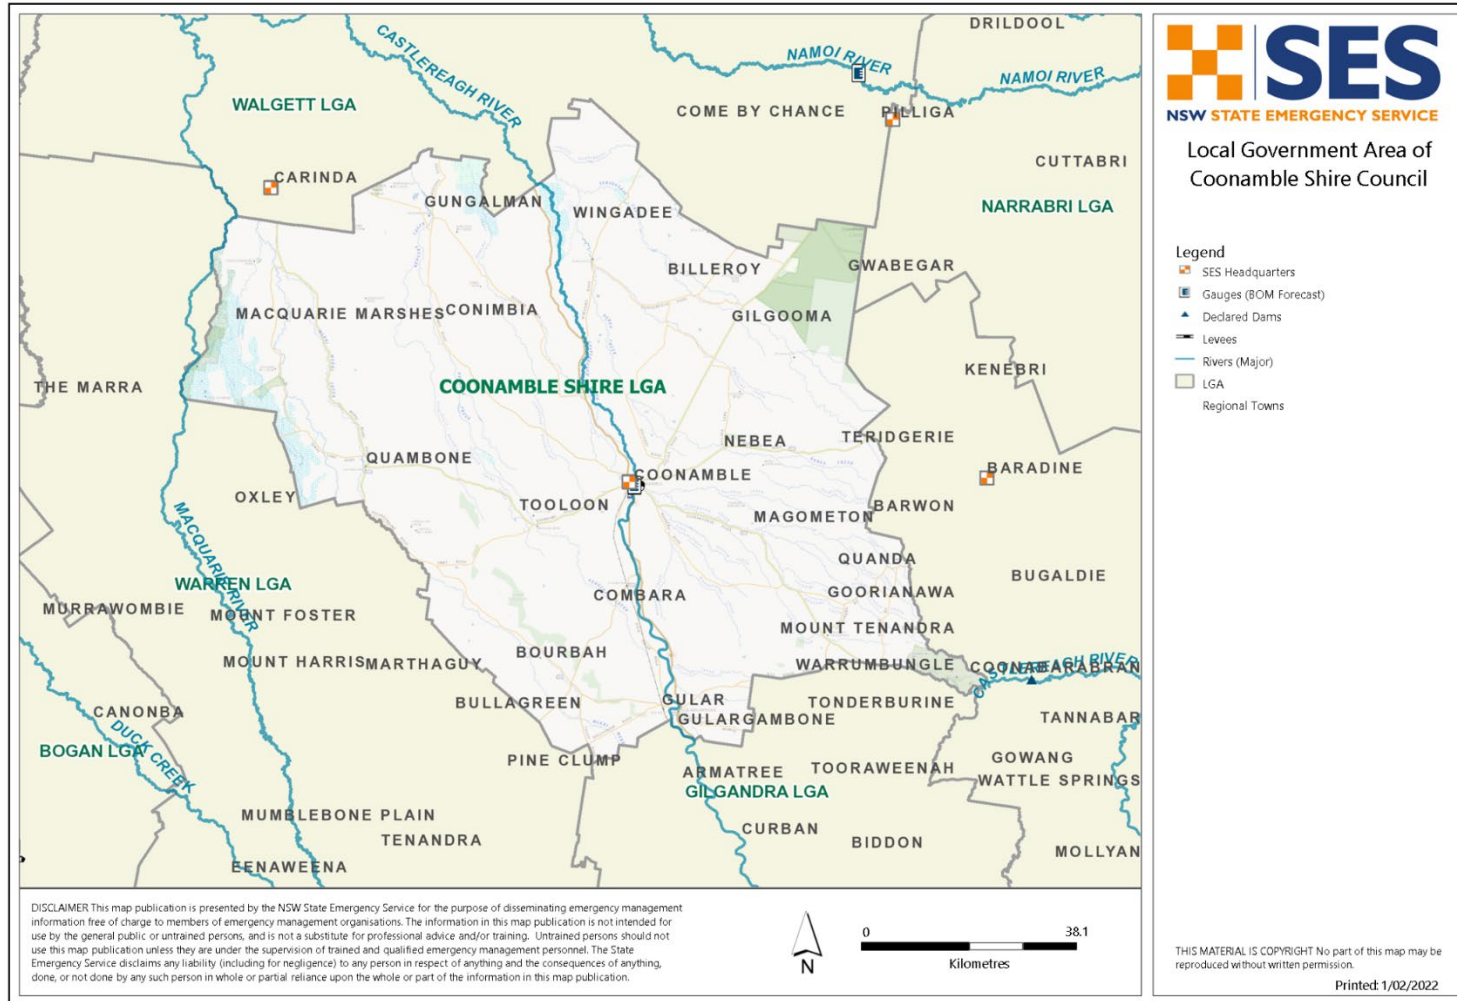 DRILDOOL
CASTLEREAGH RIVER
NAMOI RIVER
NAMOI RIVER
WALGETT LGA
COME BY CHANCE
PILLIGA
CUTTABRI
CARINDA
GUNGALMAN
WINGADEE
NARRABRI LGA
BILLEROY
GWABEGAR
MACQUARIE MARSHES
CONIMBIA
GILGOOMA
THE MARRA
COONAMBLE SHIRE LGA
KENEBRI
NEBEA
TERIDGERIE
QUAMBONE
COONAMBLE
BARADINE
OXLEY
TOOLOON
MAGOMETON
BARWON
MACQUARIE RIVER
QUANDA
WARREN LGA
BUGALDIE
MURRAWOMBIE
MOUNT FOSTER
COMBARA
GOORIANAWA
MOUNT TENANDRA
MOUNT HARRIS
MARTHAGUY
BOURBAH
WARRUMBUNGLE
COONABARABRAN
CASTLEREAGH RIVER
BULLAGREEN
GULAR
TONDERBURINE
CANONBA
GULARGAMBONE
TANNABAR
DUCK CREEK
BOGAN LGA
PINE CLUMP
ARMATREE
TOORAWEENAH
GOWANG
WATTLE SPRINGS
GILGANDRA LGA
MUMBLEBONE PLAIN
TENANDRA
CURBAN
BIDDON
MOLLYAN
EENAWEENA
SES
NSW STATE EMERGENCY SERVICE
Local Government Area of
Coonamble Shire Council
Legend
SES Headquarters
Gauges (BOM Forecast)
Declared Dams
Levees
Rivers (Major)
LGA
Regional Towns
DISCLAIMER This map publication is presented by the NSW State Emergency Service for the purpose of disseminating emergency management
information free of charge to members of emergency management organisations. The information in this map publication is not intended for
use by the general public or untrained persons, and is not a substitute for professional advice and/or training. Untrained persons should not
use this map publication unless they are under the supervision of trained and qualified emergency management personnel. The State
Emergency Service disclaims any liability (including for negligence) to any person in respect of anything and the consequences of anything,
done, or not done by any such person in whole or partial reliance upon the whole or part of the information in this map publication.
N
0 38.1
Kilometres
THIS MATERIAL IS COPYRIGHT No part of this map may be
reproduced without written permission.
Printed: 1/02/2022